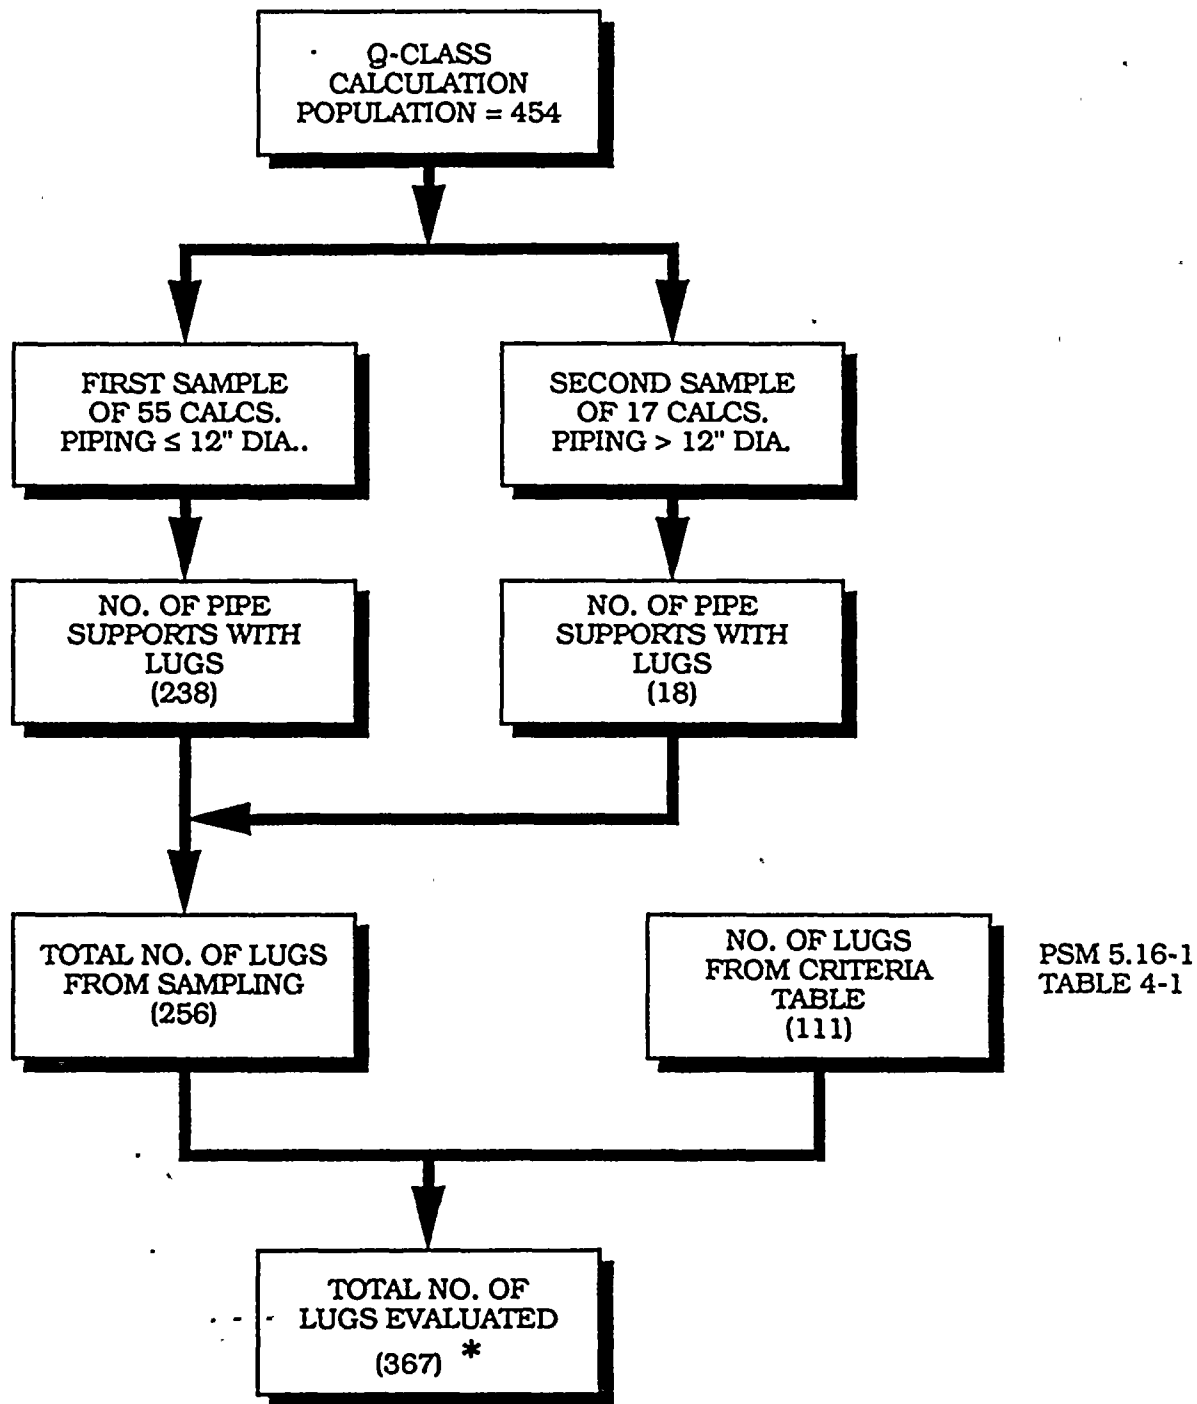 Q-CLASS
CALCULATION
POPULATION = 454
FIRST SAMPLE
OF 55 CALCS.
PIPING ≤ 12" DIA..
SECOND SAMPLE
OF 17 CALCS.
PIPING > 12" DIA.
NO. OF PIPE
SUPPORTS WITH
LUGS
(238)
NO. OF PIPE
SUPPORTS WITH
LUGS
(18)
TOTAL NO. OF LUGS
FROM SAMPLING
(256)
NO. OF LUGS
FROM CRITERIA
TABLE
(111)
PSM 5.16-1
TABLE 4-1
TOTAL NO. OF
LUGS EVALUATED
(367) *